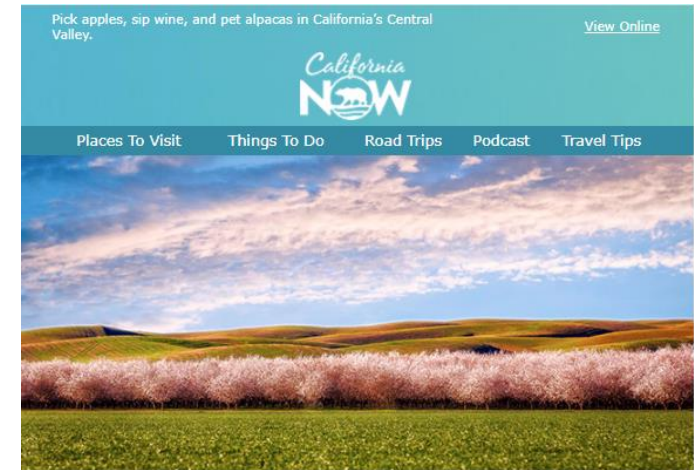 Pick apples, sip wine, and pet alpacas in California's Central
Valley.
View Online
California
NOW
Places To Visit Things To Do Road Trips Podcast Travel Tips